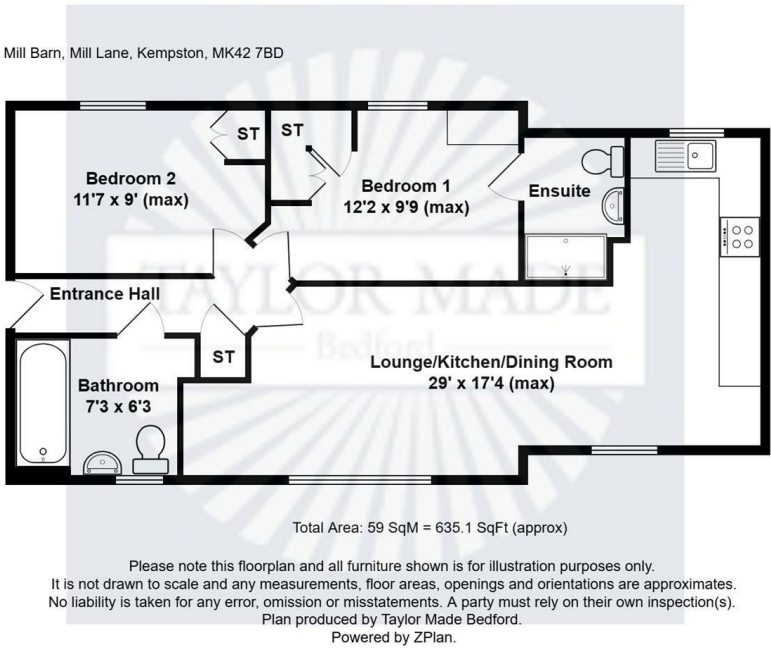 Mill Barn, Mill Lane, Kempston, MK42 7BD
ST
ST
Bedroom 2
11'7 x 9' (max)
Bedroom 1
12'2 x 9'9 (max)
Ensuite
TAYLOR MADE
Bedford
Entrance Hall
ST
Lounge/Kitchen/Dining Room
29' x 17'4 (max)
Bathroom
7'3 x 6'3
Total Area: 59 SqM = 635.1 SqFt (approx)
Please note this floorplan and all furniture shown is for illustration purposes only.
It is not drawn to scale and any measurements, floor areas, openings and orientations are approximates.
No liability is taken for any error, omission or misstatements. A party must rely on their own inspection(s).
Plan produced by Taylor Made Bedford.
Powered by ZPlan.